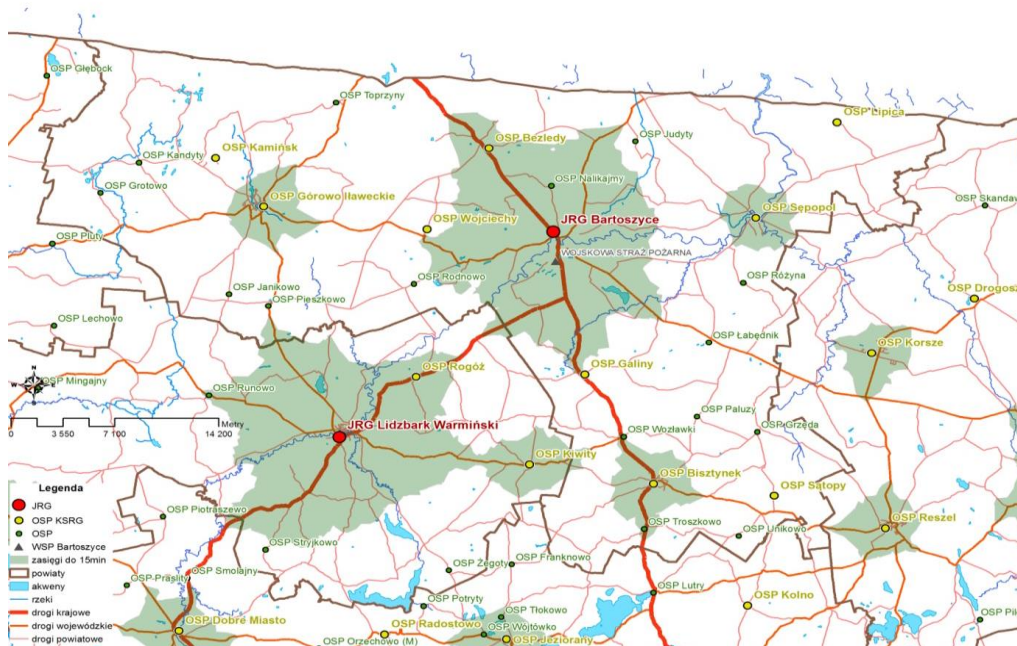 OSP Głębock
OSP Toprzyny
OSP Lipica
OSP Bezledy
OSP Judyty
OSP Kandyty
OSP Kamińsk
OSP Grotowo
OSP Nalikajmy
OSP Górowo Iławeckie
OSP Skandaw
OSP Wojciechy
JRG Bartoszyce
OSP Sępopol
OSP Pluty
WOJSKOWA STRAŻ POŻARNA
OSP Rodnowo
OSP Różyna
OSP Janikowo
OSP Pieszkowo
OSP Drogosz
OSP Lechowo
OSP Łabędnik
OSP Korsze
OSP Rogóż
OSP Galiny
N
W E
S
OSP Mingajny
OSP Runowo
OSP Paluzy
Metry
0 3 550 7 100 14 200
JRG Lidzbark Warmiński
OSP Wozławki
OSP Grzęda
OSP Kiwity
OSP Bisztynek
Legenda
JRG
OSP KSRG
OSP
WSP Bartoszyce
zasięgi do 15min
powiaty
akweny
rzeki
drogi krajowe
drogi wojewódzkie
drogi powiatowe
OSP Sątopy
OSP Piotraszewo
OSP Troszkowo
OSP Unikowo
OSP Reszel
OSP Stryjkowo
OSP Franknowo
OSP Żegoty
OSP Praslity
OSP Smolajny
OSP Lutry
OSP Potryty
OSP Tłokowo
OSP Kolno
OSP Dobre Miasto
OSP Radostowo
OSP Wójtówko
OSP Orzechowo (M)
OSP Jeziorany